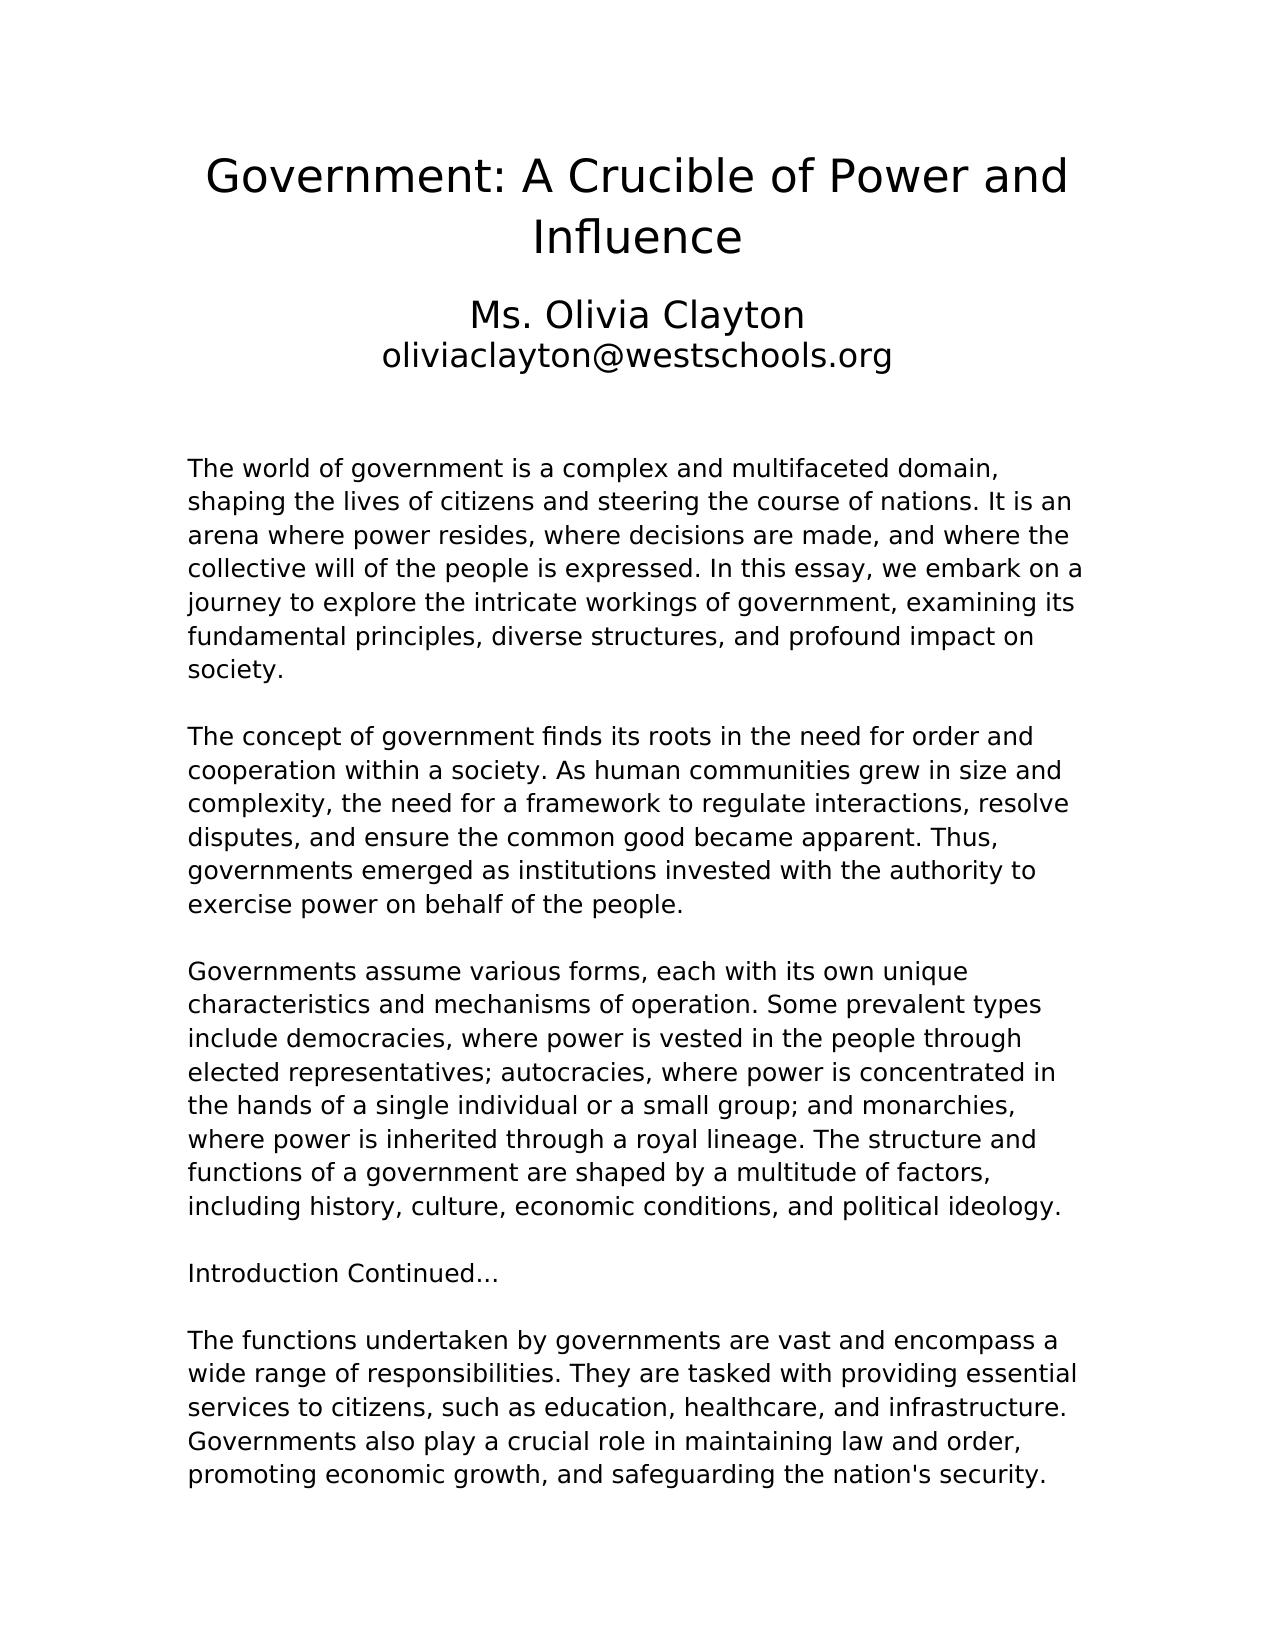 Government: A Crucible of Power and
Influence
Ms. Olivia Clayton
oliviaclayton@westschools.org
The world of government is a complex and multifaceted domain,
shaping the lives of citizens and steering the course of nations. It is an
arena where power resides, where decisions are made, and where the
collective will of the people is expressed. In this essay, we embark on a
journey to explore the intricate workings of government, examining its
fundamental principles, diverse structures, and profound impact on
society.
The concept of government finds its roots in the need for order and
cooperation within a society. As human communities grew in size and
complexity, the need for a framework to regulate interactions, resolve
disputes, and ensure the common good became apparent. Thus,
governments emerged as institutions invested with the authority to
exercise power on behalf of the people.
Governments assume various forms, each with its own unique
characteristics and mechanisms of operation. Some prevalent types
include democracies, where power is vested in the people through
elected representatives; autocracies, where power is concentrated in
the hands of a single individual or a small group; and monarchies,
where power is inherited through a royal lineage. The structure and
functions of a government are shaped by a multitude of factors,
including history, culture, economic conditions, and political ideology.
Introduction Continued...
The functions undertaken by governments are vast and encompass a
wide range of responsibilities. They are tasked with providing essential
services to citizens, such as education, healthcare, and infrastructure.
Governments also play a crucial role in maintaining law and order,
promoting economic growth, and safeguarding the nation's security.